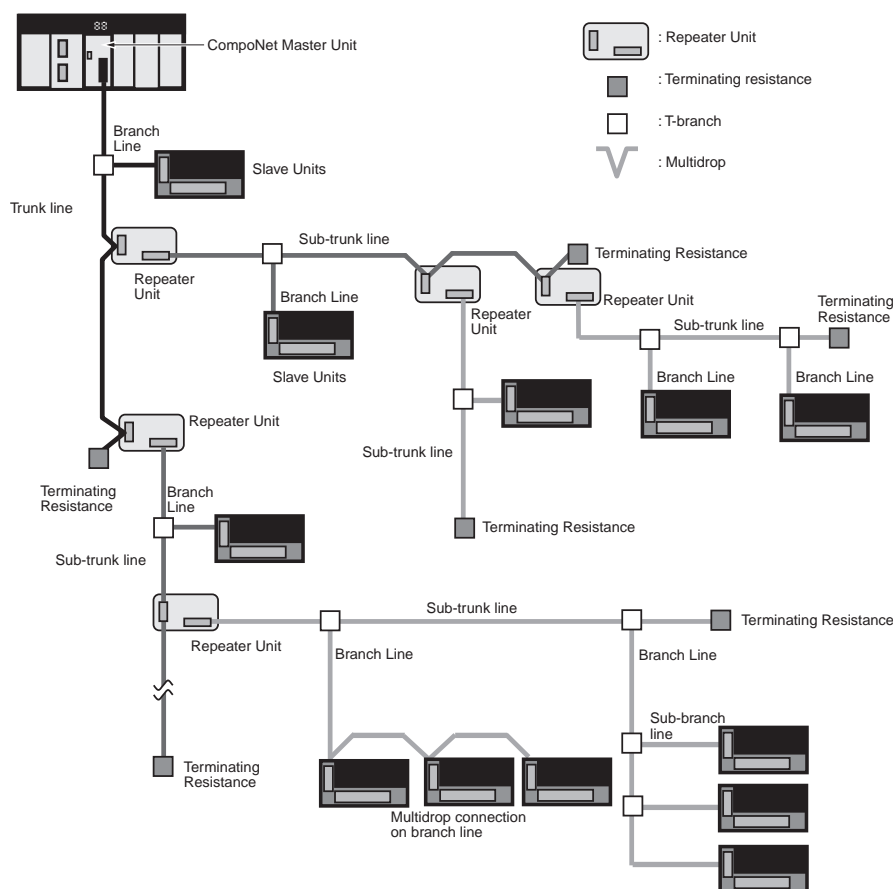 88
CompoNet Master Unit
: Repeater Unit
: Terminating resistance
: T-branch
: Multidrop
Branch
Line
Slave Units
Trunk line
Sub-trunk line
Terminating Resistance
Repeater
Unit
Branch Line
Slave Units
Repeater
Unit
Repeater Unit
Terminating
Resistance
Sub-trunk line
Branch Line
Branch Line
Repeater Unit
Sub-trunk line
Terminating
Resistance
Branch
Line
Terminating Resistance
Sub-trunk line
Sub-trunk line
Terminating Resistance
Repeater Unit
Branch Line
Branch Line
Sub-branch
line
Terminating
Resistance
Multidrop connection
on branch line